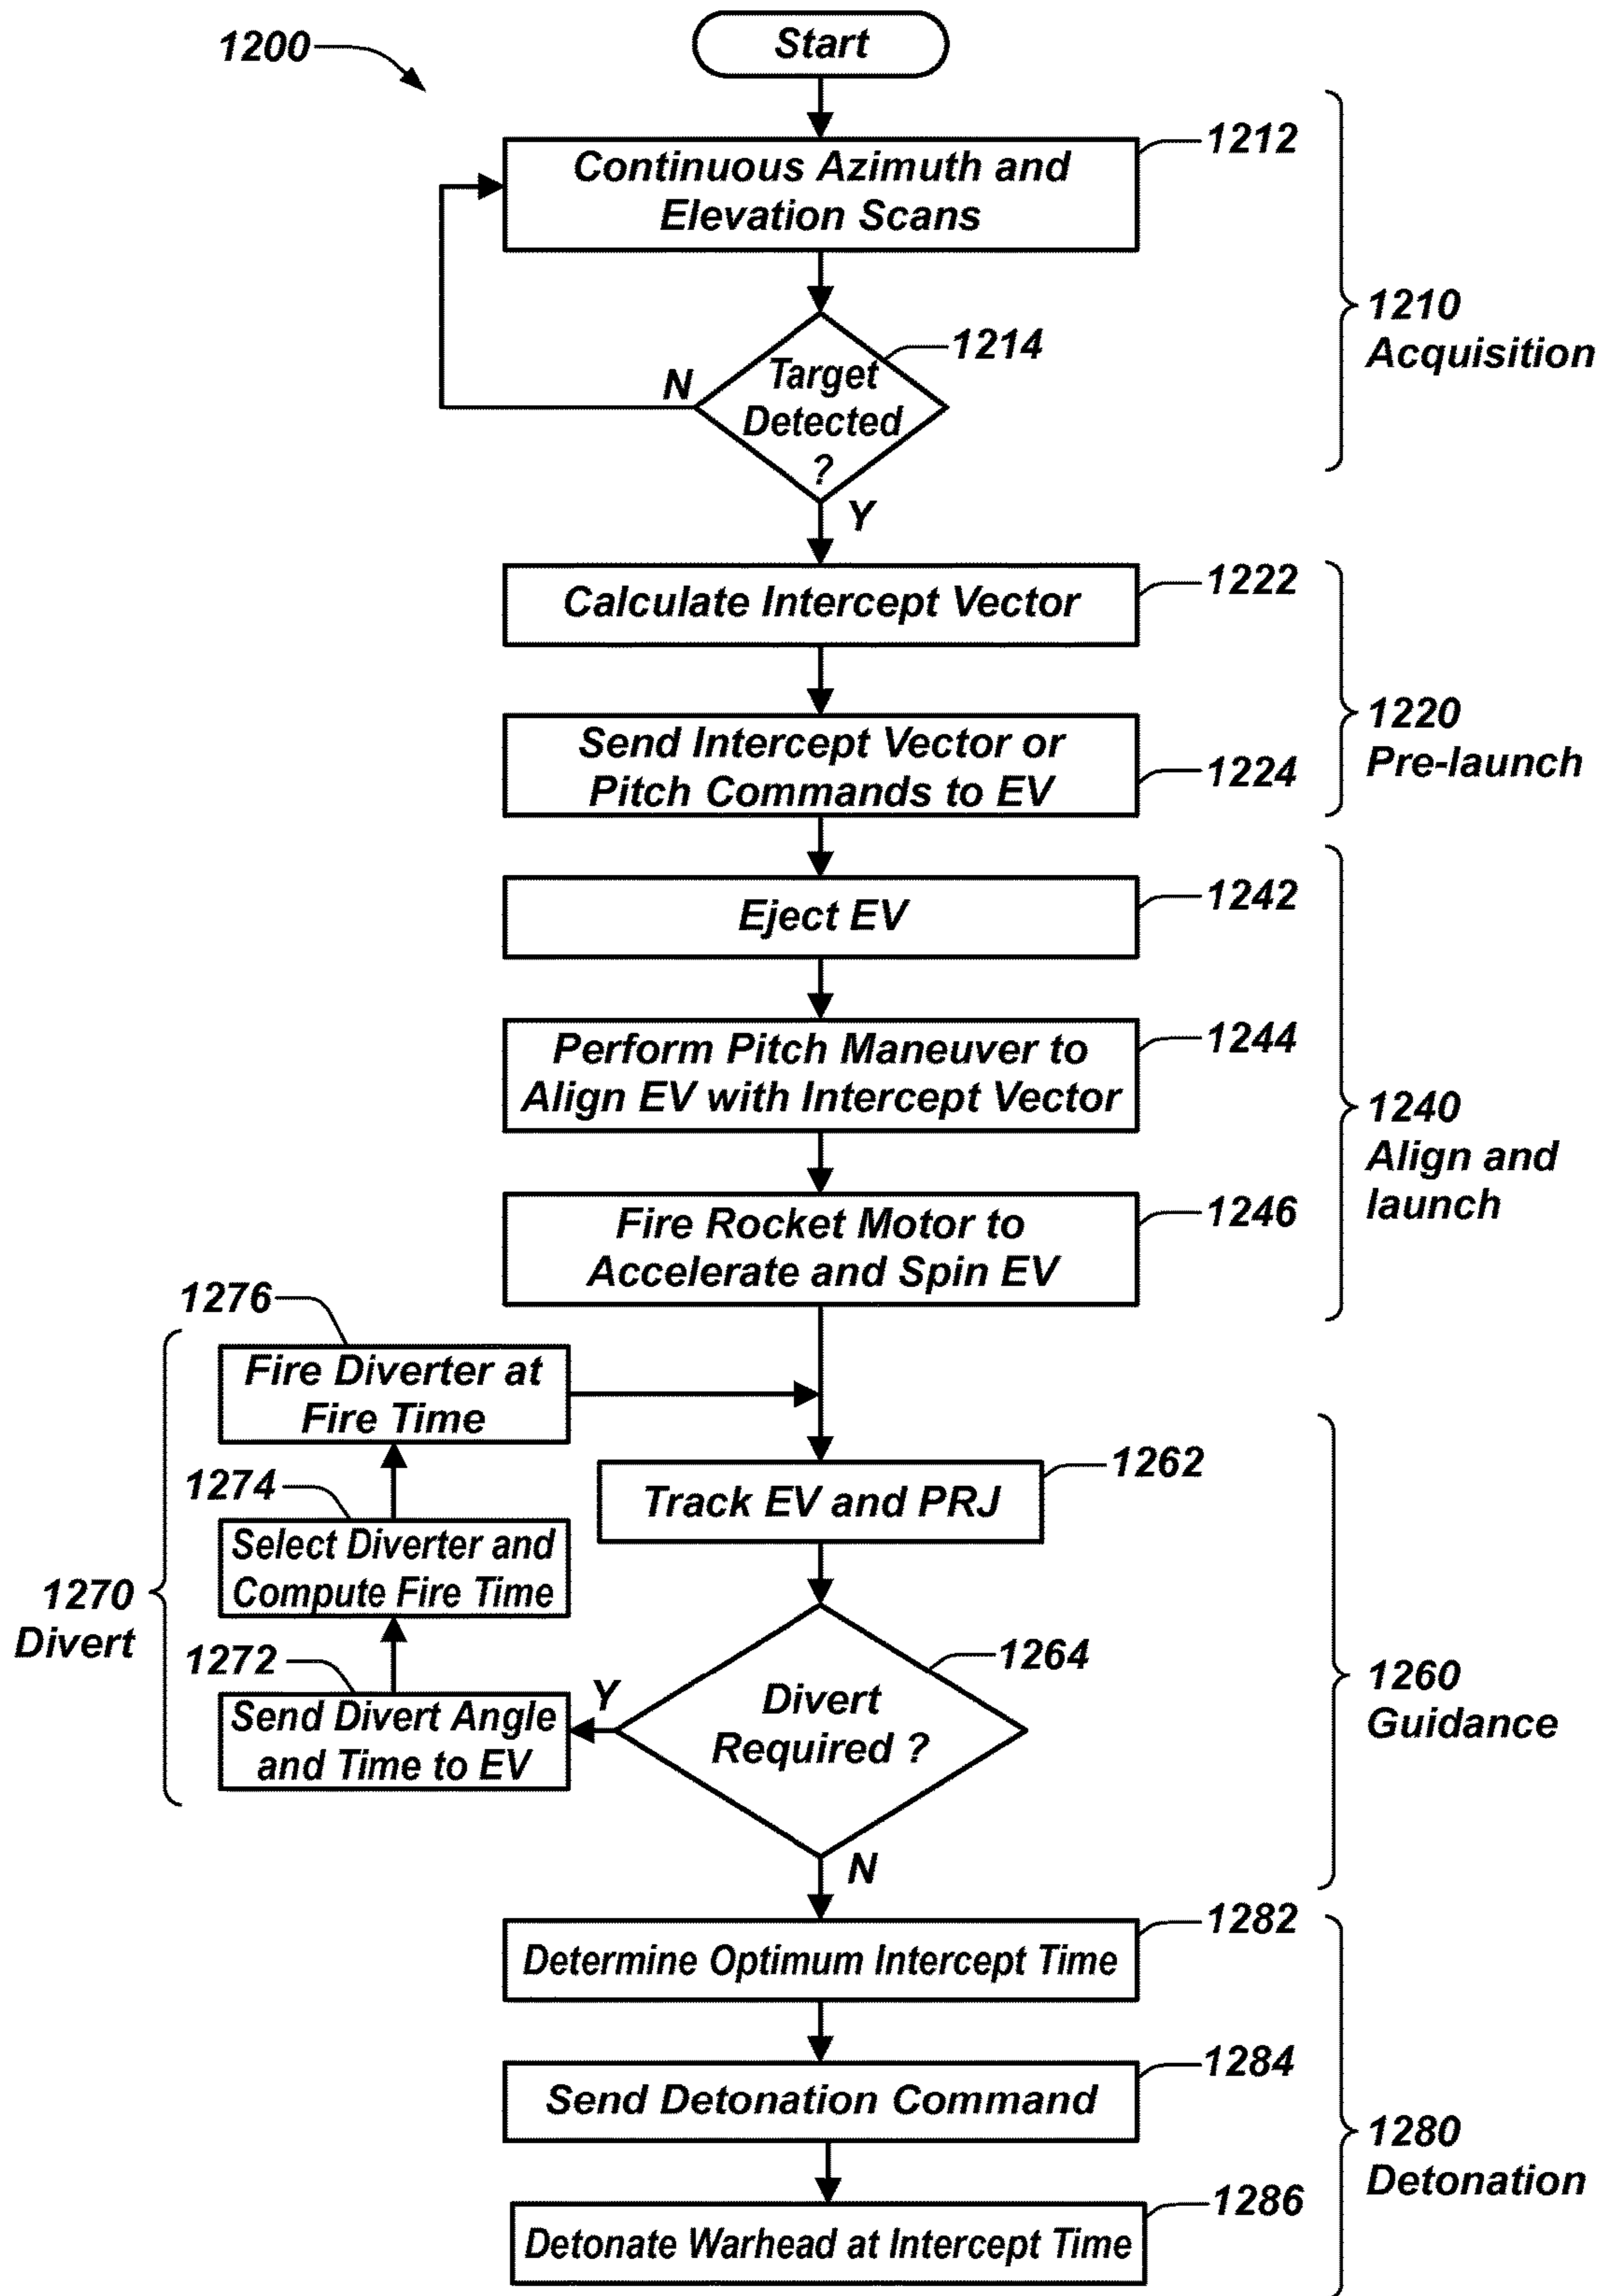 1200
Start
1212
Continuous Azimuth and
Elevation Scans
1214
Target
Detected
?
N
Y
1210
Acquisition
1222
Calculate Intercept Vector
1224
Send Intercept Vector or
Pitch Commands to EV
1220
Pre-launch
1242
Eject EV
1244
Perform Pitch Maneuver to
Align EV with Intercept Vector
1246
Fire Rocket Motor to
Accelerate and Spin EV
1240
Align and
launch
1276
Fire Diverter at
Fire Time
1274
Select Diverter and
Compute Fire Time
1272
Send Divert Angle
and Time to EV
1270
Divert
1262
Track EV and PRJ
1264
Divert
Required ?
Y
N
1260
Guidance
1282
Determine Optimum Intercept Time
1284
Send Detonation Command
1286
Detonate Warhead at Intercept Time
1280
Detonation